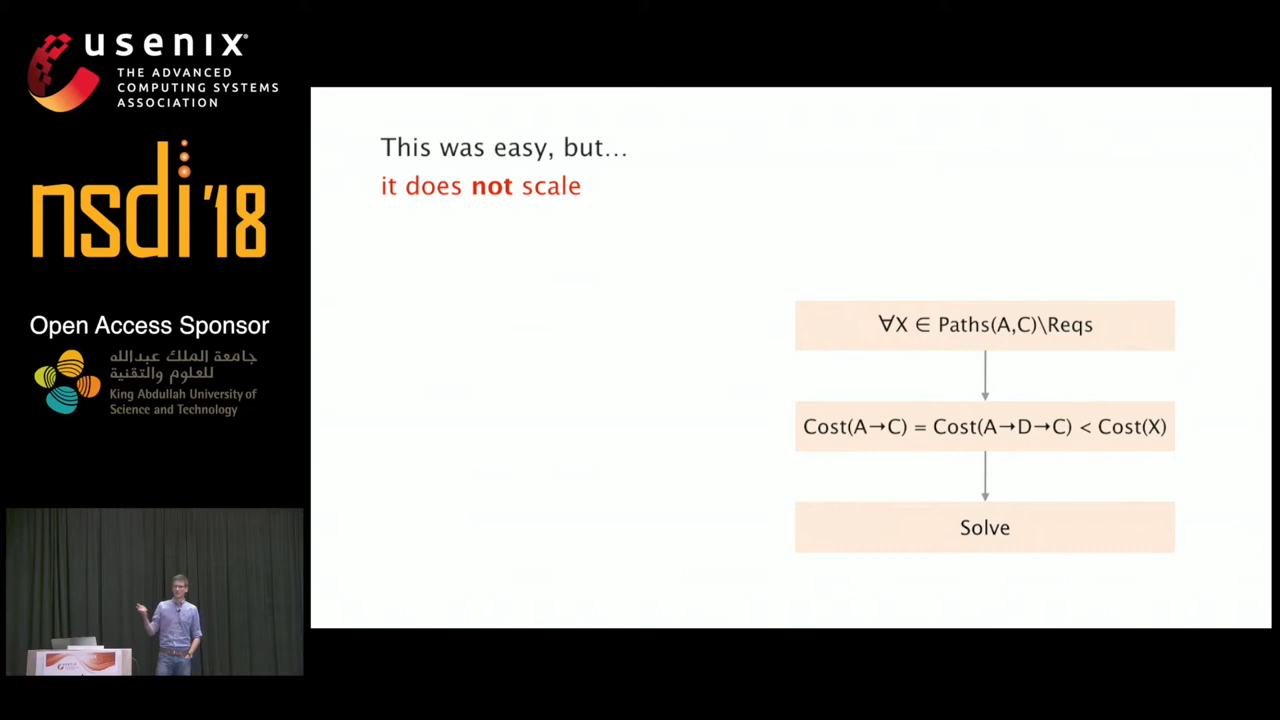 usenix®
THE ADVANCED
COMPUTING SYSTEMS
ASSOCIATION
nsdi '18
Open Access Sponsor
جامعة الملك عبدالله
للعلوم والتقنية
King Abdullah University of
Science and Technology
This was easy, but…
it does not scale
∀X ∈ Paths(A,C)\Reqs
Cost(A→C) = Cost(A→D→C) < Cost(X)
Solve
usenix